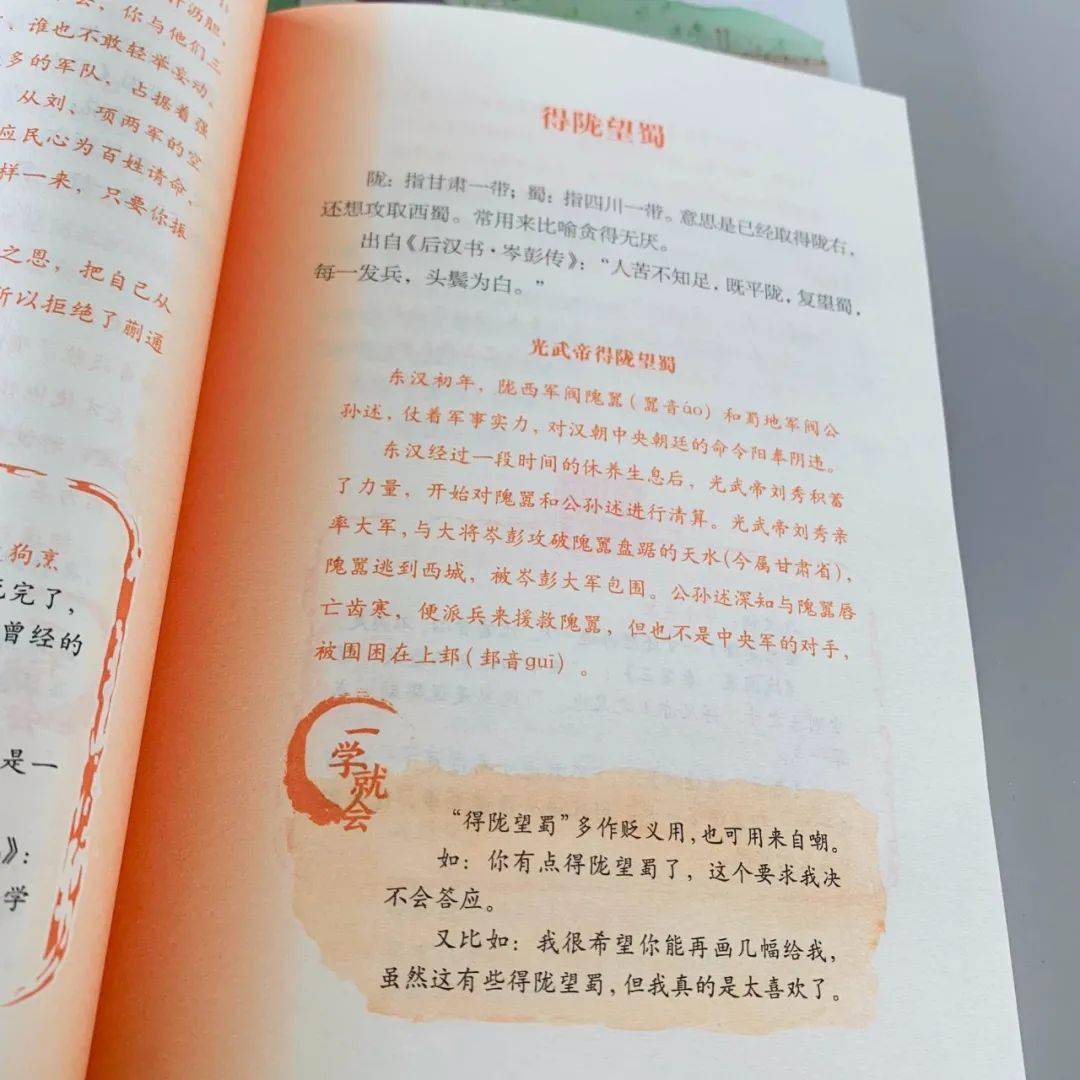 谁也不敢轻举妄动、
多的军队，占据着强
从刘、项两军的空
应民心为百姓请命，
样一来，只要你振
之恩，把自己从
所以拒绝了蒯通
狗烹
完了，
曾经的
是一
》：
学
得陇望蜀
陇：指甘肃一带；蜀：指四川一带。意思是已经取得陇右，
还想攻取西蜀。常用来比喻贪得无厌。
出自《后汉书·岑彭传》：“人苦不知足，既平陇，复望蜀，
每一发兵，头鬓为白。”
光武帝得陇望蜀
东汉初年，陇西军阀隗嚣（嚣音áo）和蜀地军阀公
孙述，仗着军事实力，对汉朝中央朝廷的命令阳奉阴违。
东汉经过一段时间的休养生息后，光武帝刘秀积蓄
了力量，开始对隗嚣和公孙述进行清算。光武帝刘秀亲
率大军，与大将岑彭攻破隗嚣盘踞的天水（今属甘肃省），
隗嚣逃到西城，被岑彭大军包围。公孙述深知与隗嚣唇
亡齿寒，便派兵来援救隗嚣，但也不是中央军的对手，
被围困在上邽（邽音guī）。
一学就会
“得陇望蜀”多作贬义用，也可用来自嘲。
如：你有点得陇望蜀了，这个要求我决
不会答应。
又比如：我很希望你能再画几幅给我，
虽然这有些得陇望蜀，但我真的是太喜欢了。